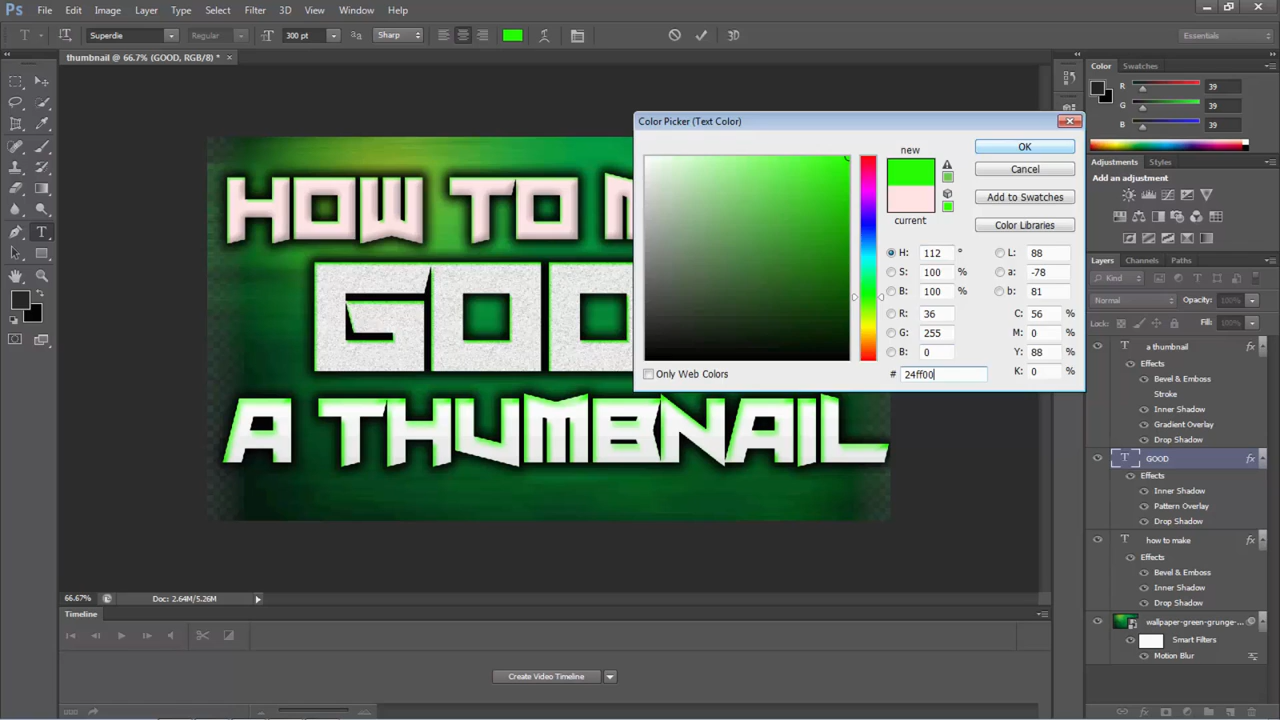 Ps File Edit Image Layer Type Select Filter 3D View Window Help
T Superdie Regular 300 pt Sharp 3D Essentials
thumbnail @ 66.7% (GOOD, RGB/8) *
Color Swatches
R 39
G 39
B 39
Color Picker (Text Color)
new
current
OK
Cancel
Add to Swatches
Color Libraries
H: 112 °
S: 100 %
B: 100 %
R: 36
G: 255
B: 0
L: 88
a: -78
b: 81
C: 56 %
M: 0 %
Y: 88 %
K: 0 %
Only Web Colors
# 24ff00
HOW TO M
GOO
A THUMBNAIL
Adjustments Styles
Add an adjustment
Layers Channels Paths
Kind
Normal Opacity: 100%
Lock: Fill: 100%
T a thumbnail fx
Effects
Bevel & Emboss
Stroke
Inner Shadow
Gradient Overlay
Drop Shadow
T GOOD fx
Effects
Inner Shadow
Pattern Overlay
Drop Shadow
T how to make fx
Effects
Bevel & Emboss
Inner Shadow
Drop Shadow
wallpaper-green-grunge-...
Smart Filters
Motion Blur
66.67% Doc: 2.64M/5.26M
Timeline
Create Video Timeline